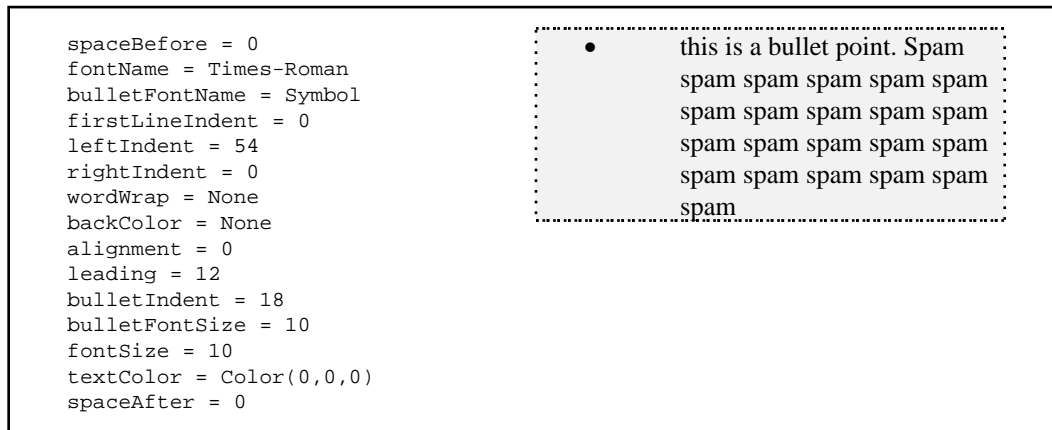 spaceBefore = 0
fontName = Times-Roman
bulletFontName = Symbol
firstLineIndent = 0
leftIndent = 54
rightIndent = 0
wordWrap = None
backColor = None
alignment = 0
leading = 12
bulletIndent = 18
bulletFontSize = 10
fontSize = 10
textColor = Color(0,0,0)
spaceAfter = 0
• this is a bullet point. Spam
spam spam spam spam spam
spam spam spam spam spam
spam spam spam spam spam
spam spam spam spam spam
spam